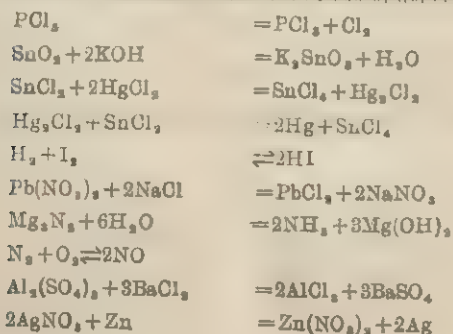 PCl₅ =PCl₃+Cl₂
SnO₂+2KOH =K₂SnO₃+H₂O
SnCl₂+2HgCl₂ =SnCl₄+Hg₂Cl₂
Hg₂Cl₂+SnCl₂ =2Hg+SnCl₄
H₂+I₂ ⇌2HI
Pb(NO₃)₂+2NaCl =PbCl₂+2NaNO₃
Mg₃N₂+6H₂O =2NH₃+3Mg(OH)₂
N₂+O₂⇌2NO
Al₂(SO₄)₃+3BaCl₂ =2AlCl₃+3BaSO₄
2AgNO₃+Zn =Zn(NO₃)₂+2Ag